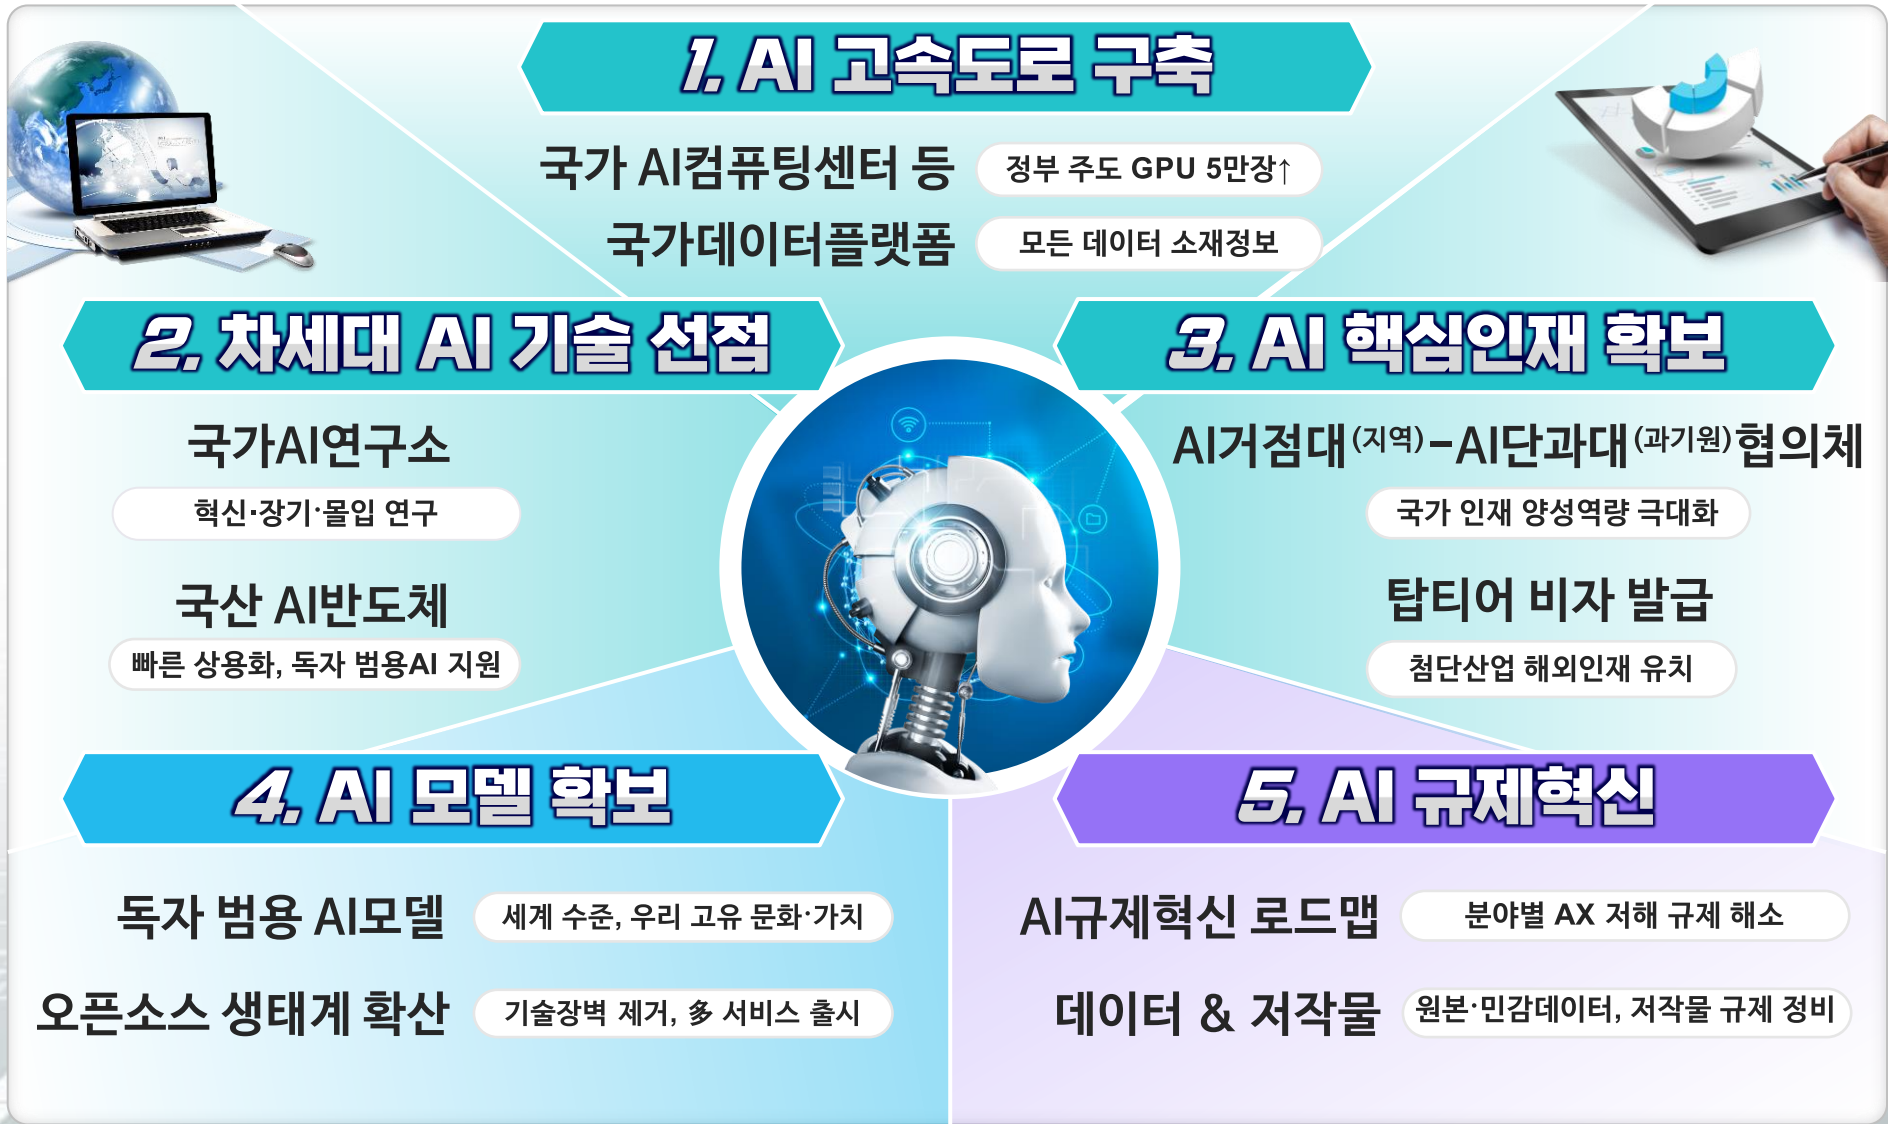 1. AI 고속도로 구축
국가 AI컴퓨팅센터 등 정부 주도 GPU 5만장↑
국가데이터플랫폼 모든 데이터 소재정보
2. 차세대 AI 기술 선점
국가AI연구소
혁신·장기·몰입 연구
국산 AI반도체
빠른 상용화, 독자 범용AI 지원
3. AI 핵심인재 확보
AI거점대(지역)-AI단과대(과기원)협의체
국가 인재 양성역량 극대화
탑티어 비자 발급
첨단산업 해외인재 유치
4. AI 모델 확보
독자 범용 AI모델 세계 수준, 우리 고유 문화·가치
오픈소스 생태계 확산 기술장벽 제거, 多 서비스 출시
5. AI 규제혁신
AI규제혁신 로드맵 분야별 AX 저해 규제 해소
데이터 & 저작물 원본·민감데이터, 저작물 규제 정비